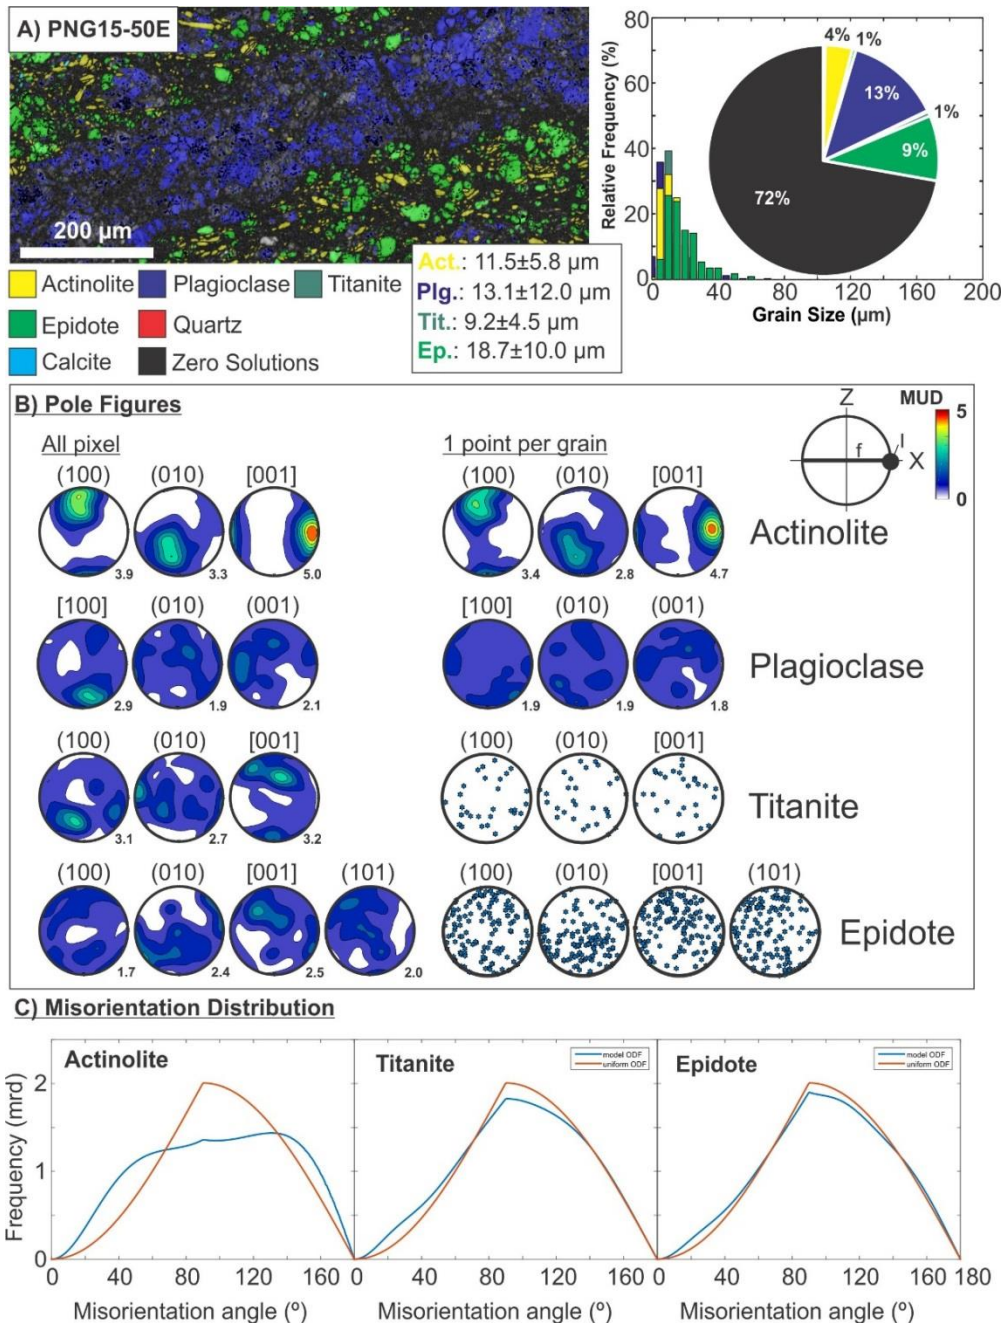 A) PNG15-50E
200 µm
Actinolite
Plagioclase
Titanite
Epidote
Quartz
Calcite
Zero Solutions
Act.: 11.5±5.8 µm
Plg.: 13.1±12.0 µm
Tit.: 9.2±4.5 µm
Ep.: 18.7±10.0 µm
Relative Frequency (%)
80
60
40
20
0
4%
1%
13%
1%
9%
72%
0 40 80 120 160 200
Grain Size (µm)
B) Pole Figures
All pixel
1 point per grain
Z
f
l
X
MUD
5
0
(100) (010) [001]
3.9 3.3 5.0
(100) (010) [001]
3.4 2.8 4.7
Actinolite
[100] (010) (001)
2.9 1.9 2.1
[100] (010) (001)
1.9 1.9 1.8
Plagioclase
(100) (010) [001]
3.1 2.7 3.2
(100) (010) [001]
Titanite
(100) (010) [001] (101)
1.7 2.4 2.5 2.0
(100) (010) [001] (101)
Epidote
C) Misorientation Distribution
Frequency (mrd)
2
1
0
Actinolite
0 40 80 120 160
Misorientation angle (º)
Titanite
model ODF
uniform ODF
0 40 80 120 160
Misorientation angle (º)
Epidote
model ODF
uniform ODF
0 40 80 120 160 180
Misorientation angle (º)